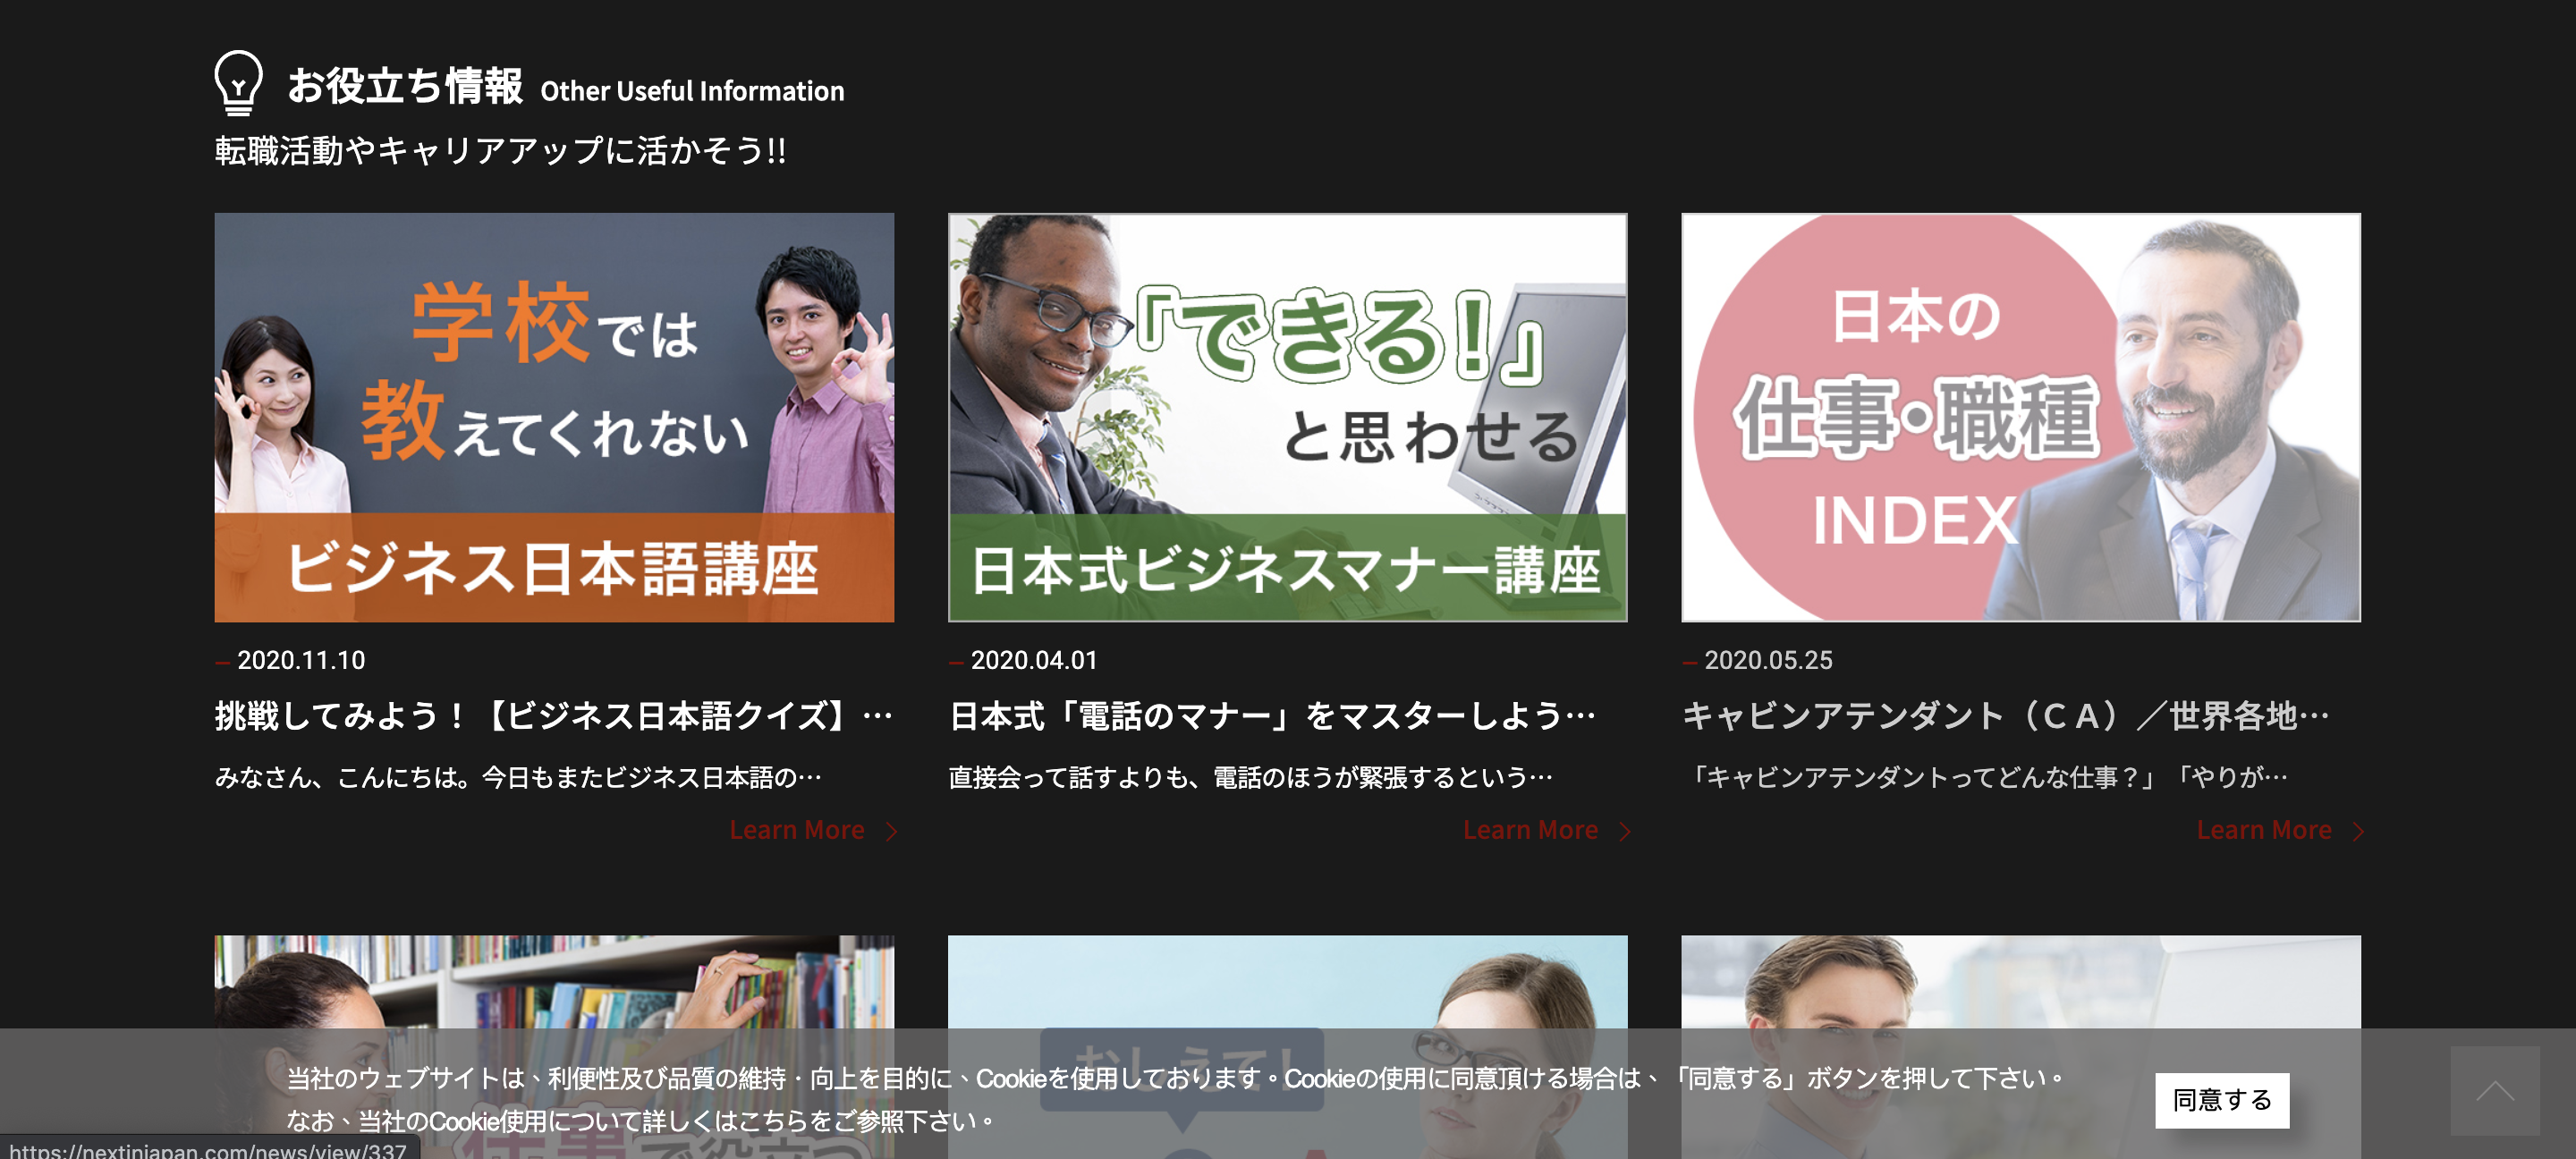 お役立ち情報 Other Useful Information
転職活動やキャリアアップに活かそう!!
学校では
教えてくれない
ビジネス日本語講座
「できる!」
と思わせる
日本式ビジネスマナー講座
日本の
仕事・職種
INDEX
2020.11.10
挑戦してみよう！【ビジネス日本語クイズ】…
みなさん、こんにちは。今日もまたビジネス日本語の…
Learn More
2020.04.01
日本式「電話のマナー」をマスターしよう…
直接会って話すよりも、電話のほうが緊張するという…
Learn More
2020.05.25
キャビンアテンダント（ＣＡ）／世界各地…
「キャビンアテンダントってどんな仕事？」「やりが…
Learn More
おしえて!
仕事で役立つ
当社のウェブサイトは、利便性及び品質の維持・向上を目的に、Cookieを使用しております。Cookieの使用に同意頂ける場合は、「同意する」ボタンを押して下さい。
なお、当社のCookie使用について詳しくはこちらをご参照下さい。
同意する
https://nextinjapan.com/news/view/337